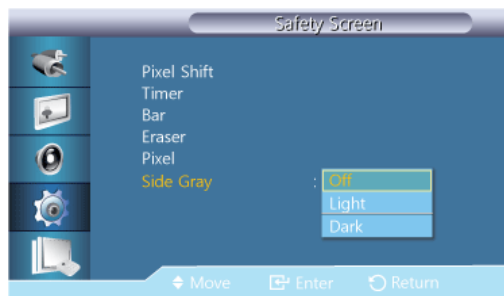 Safety Screen
Pixel Shift
Timer
Bar
Eraser
Pixel
Side Gray : Off
Light
Dark
Move Enter Return